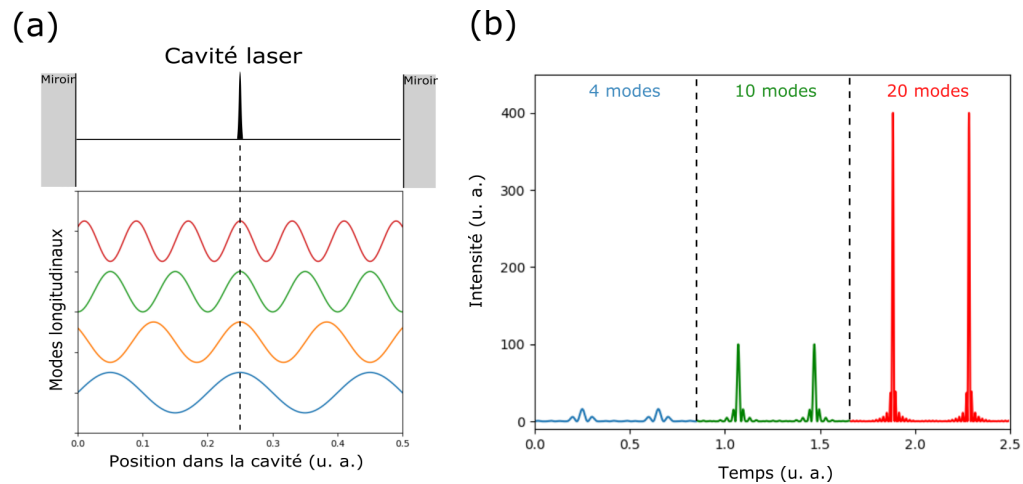 (a)
Cavité laser
Miroir
Miroir
Modes longitudinaux
0.0 0.1 0.2 0.3 0.4 0.5
Position dans la cavité (u. a.)
(b)
4 modes
10 modes
20 modes
Intensité (u. a.)
400
300
200
100
0
0.0 0.5 1.0 1.5 2.0 2.5
Temps (u. a.)